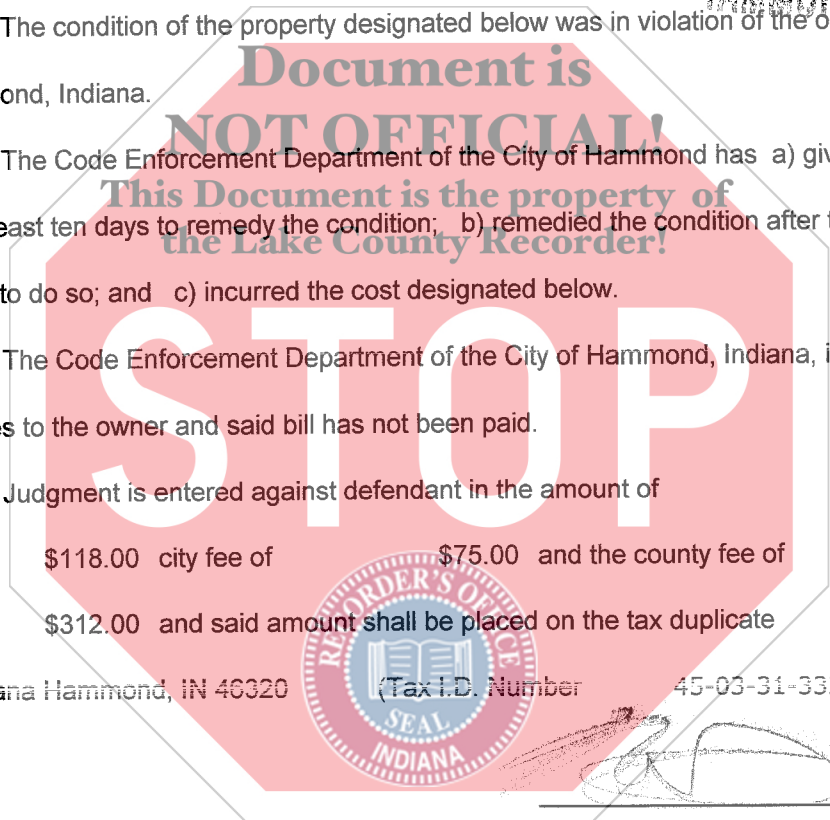 The condition of the property designated below was in violation of the o
Document is
ond, Indiana.
NOT OFFICIAL!
The Code Enforcement Department of the City of Hammond has a) giv
This Document is the property of
east ten days to remedy the condition; b) remedied the condition after t
the Lake County Recorder!
to do so; and c) incurred the cost designated below.
STOP
The Code Enforcement Department of the City of Hammond, Indiana, i
s to the owner and said bill has not been paid.
Judgment is entered against defendant in the amount of
$118.00 city fee of $75.00 and the county fee of
$312.00 and said amount shall be placed on the tax duplicate
RECORDER'S OFFICE
ana Hammond, IN 46320 (Tax I.D. Number 45-03-31-33
SEAL
INDIANA